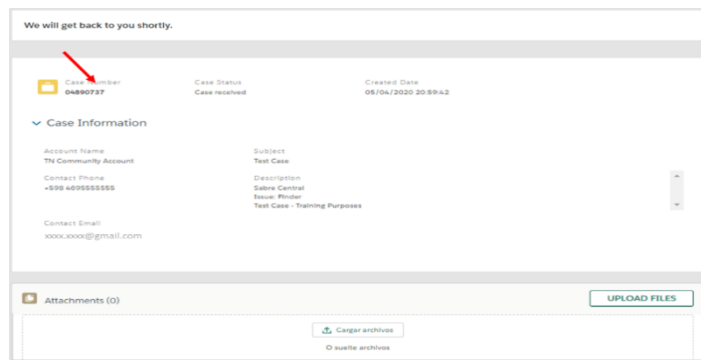 We will get back to you shortly.
Case Number Case Status Created Date
04890737 Case received 05/04/2020 20:59:42
Case Information
Account Name Subject
TN Community Account Test Case
Contact Phone Description
+598 4695555555 Sabre Central
Issue: Finder
Test Case - Training Purposes
Contact Email
xxxx.xxxx@gmail.com
Attachments (0) UPLOAD FILES
Cargar archivos
O suelte archivos